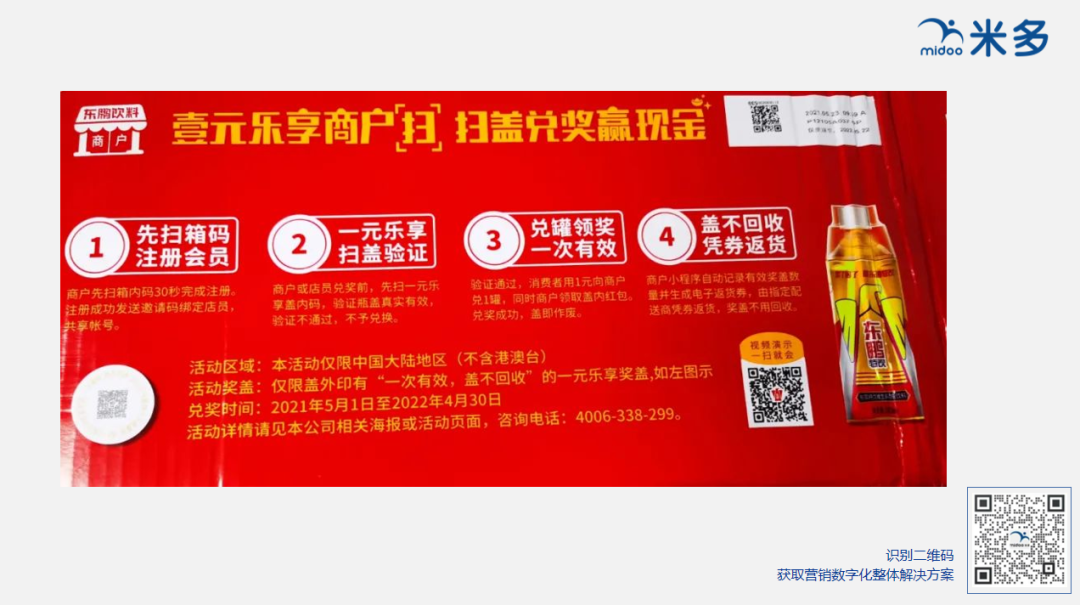 midoo 米多
东鹏饮料
商户
壹元乐享商户扫 扫盖兑奖赢现金
1
先扫箱码
注册会员
商户先扫箱内码30秒完成注册。
注册成功发送邀请码绑定店员，
共享帐号。
2
一元乐享
扫盖验证
商户或店员兑奖前，先扫一元乐
享盖内码，验证瓶盖真实有效，
验证不通过，不予兑换。
3
兑罐领奖
一次有效
验证通过，消费者用1元向商户
兑1罐，同时商户领取盖内红包。
兑奖成功，盖即作废。
4
盖不回收
凭券返货
商户小程序自动记录有效奖盖数
量并生成电子返货券，由指定配
送商凭券返货，奖盖不用回收。
活动区域：本活动仅限中国大陆地区（不含港澳台）
活动奖盖：仅限盖外印有“一次有效，盖不回收”的一元乐享奖盖,如左图示
兑奖时间：2021年5月1日至2022年4月30日
活动详情请见本公司相关海报或活动页面，咨询电话：4006-338-299。
视频演示
一扫就会
东鹏
特饮
识别二维码
获取营销数字化整体解决方案